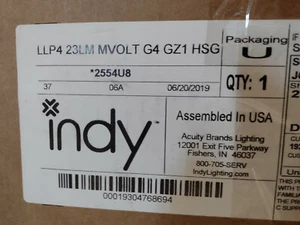 LLP4 23LM MVOLT G4 GZ1 HSG
Packaging
U
*2554U8
37 06A 06/20/2019
QTY: 1
indy
Assembled In USA
Acuity Brands Lighting
12001 Exit Five Parkway
Fishers, IN 46037
800-705-SERV
IndyLighting.com
00019304768694